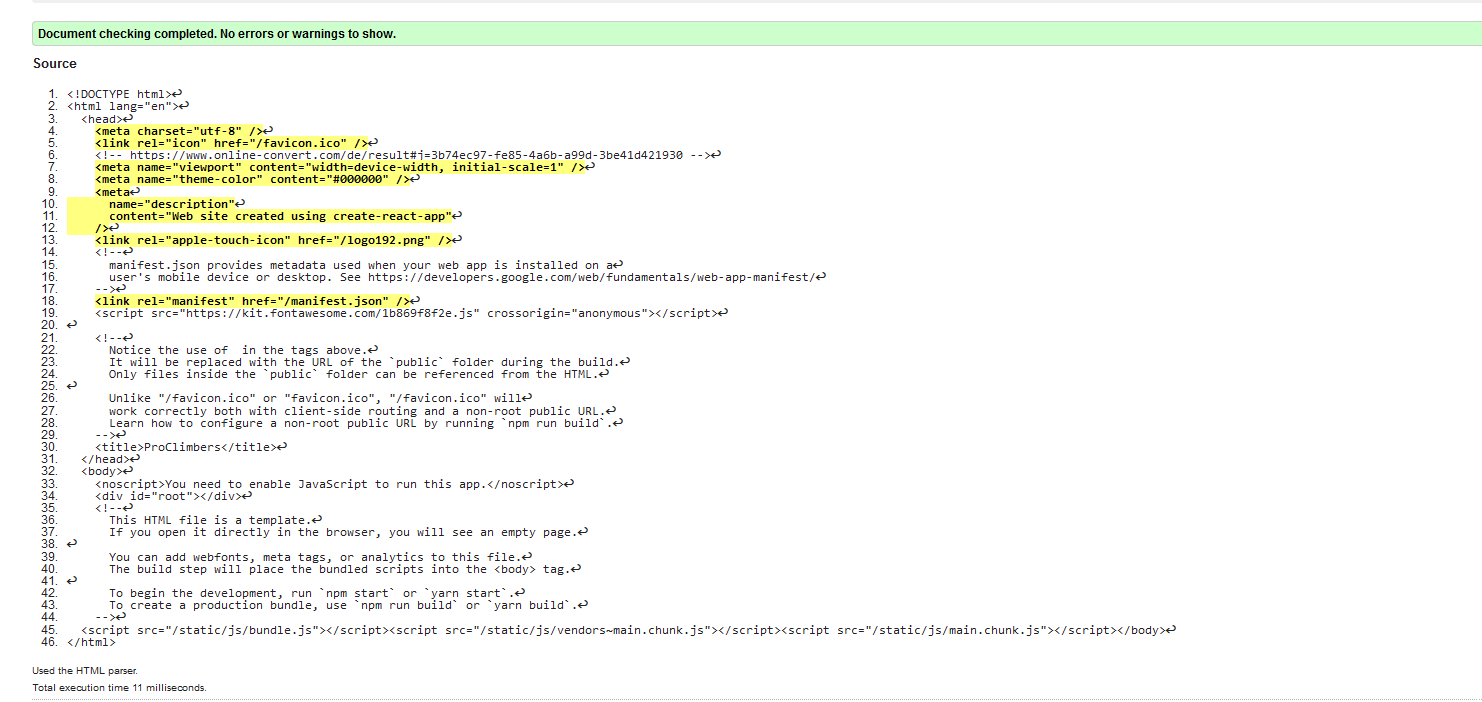 Document checking completed. No errors or warnings to show.
Source
1. <!DOCTYPE html>↩
2. <html lang="en">↩
3.   <head>↩
4.     <meta charset="utf-8" />↩
5.     <link rel="icon" href="/favicon.ico" />↩
6.     <!-- https://www.online-convert.com/de/result#j=3b74ec97-fe85-4a6b-a99d-3be41d421930 -->↩
7.     <meta name="viewport" content="width=device-width, initial-scale=1" />↩
8.     <meta name="theme-color" content="#000000" />↩
9.     <meta↩
10.       name="description"↩
11.       content="Web site created using create-react-app"↩
12.     />↩
13.     <link rel="apple-touch-icon" href="/logo192.png" />↩
14.     <!--↩
15.       manifest.json provides metadata used when your web app is installed on a↩
16.       user's mobile device or desktop. See https://developers.google.com/web/fundamentals/web-app-manifest/↩
17.     -->↩
18.     <link rel="manifest" href="/manifest.json" />↩
19.     <script src="https://kit.fontawesome.com/1b869f8f2e.js" crossorigin="anonymous"></script>↩
20. ↩
21.     <!--↩
22.       Notice the use of  in the tags above.↩
23.       It will be replaced with the URL of the `public` folder during the build.↩
24.       Only files inside the `public` folder can be referenced from the HTML.↩
25. ↩
26.       Unlike "/favicon.ico" or "favicon.ico", "/favicon.ico" will↩
27.       work correctly both with client-side routing and a non-root public URL.↩
28.       Learn how to configure a non-root public URL by running `npm run build`.↩
29.     -->↩
30.     <title>ProClimbers</title>↩
31.   </head>↩
32.   <body>↩
33.     <noscript>You need to enable JavaScript to run this app.</noscript>↩
34.     <div id="root"></div>↩
35.     <!--↩
36.       This HTML file is a template.↩
37.       If you open it directly in the browser, you will see an empty page.↩
38. ↩
39.       You can add webfonts, meta tags, or analytics to this file.↩
40.       The build step will place the bundled scripts into the <body> tag.↩
41. ↩
42.       To begin the development, run `npm start` or `yarn start`.↩
43.       To create a production bundle, use `npm run build` or `yarn build`.↩
44.     -->↩
45.   <script src="/static/js/bundle.js"></script><script src="/static/js/vendors~main.chunk.js"></script><script src="/static/js/main.chunk.js"></script></body>↩
46. </html>
Used the HTML parser.
Total execution time 11 milliseconds.